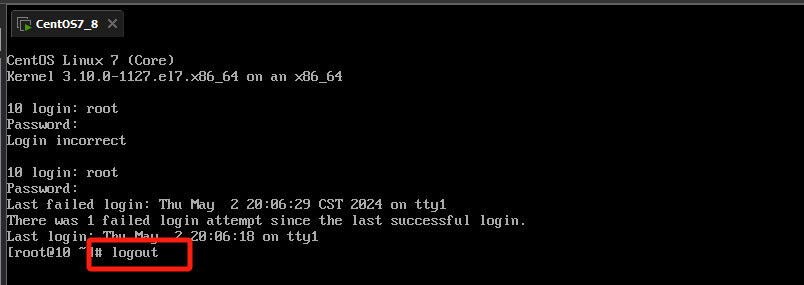 CentOS7_8
CentOS Linux 7 (Core)
Kernel 3.10.0-1127.el7.x86_64 on an x86_64
10 login: root
Password:
Login incorrect
10 login: root
Password:
Last failed login: Thu May  2 20:06:29 CST 2024 on tty1
There was 1 failed login attempt since the last successful login.
Last login: Thu May  2 20:06:18 on tty1
[root@10 ~]# logout